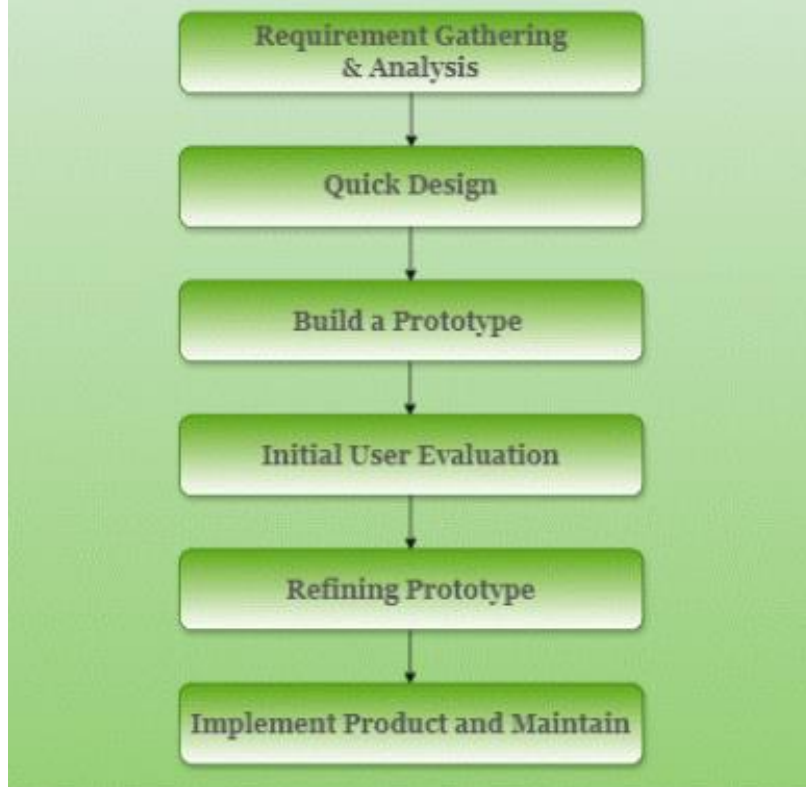 Requirement Gathering
& Analysis
Quick Design
Build a Prototype
Initial User Evaluation
Refining Prototype
Implement Product and Maintain